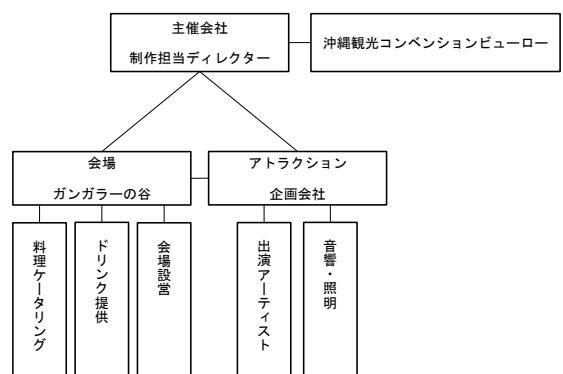 主催会社
制作担当ディレクター
沖縄観光コンベンションビューロー
会場
ガンガラーの谷
アトラクション
企画会社
料理ケータリング
ドリンク提供
会場設営
出演アーティスト
音響・照明